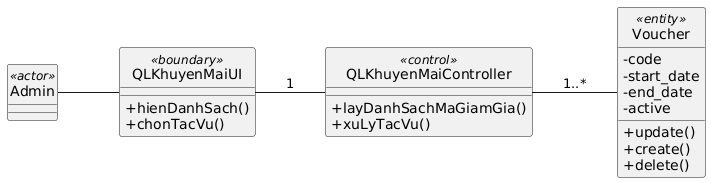 «actor»
Admin
«boundary»
QLKhuyenMaiUI
+hienDanhSach()
+chonTacVu()
1
«control»
QLKhuyenMaiController
+layDanhSachMaGiamGia()
+xuLyTacVu()
1..*
«entity»
Voucher
-code
-start_date
-end_date
-active
+update()
+create()
+delete()